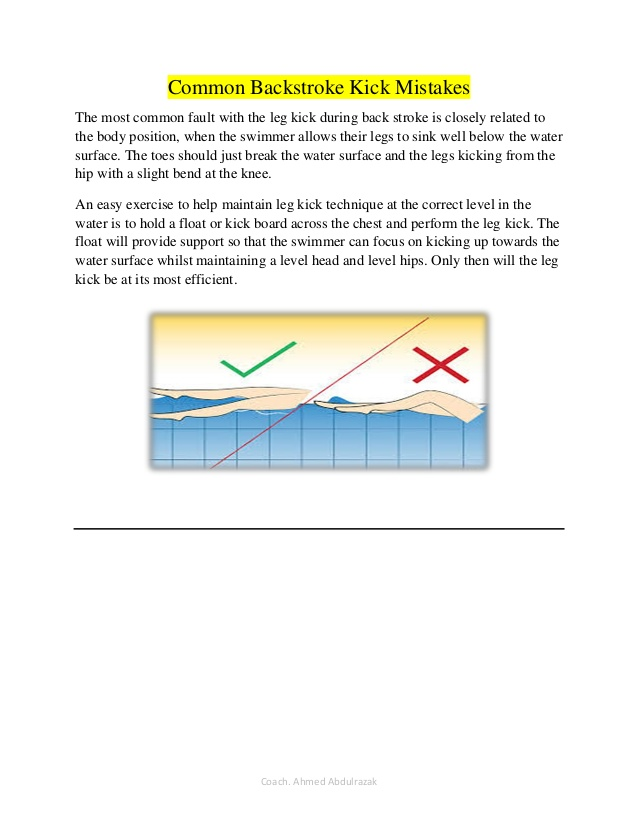 Common Backstroke Kick Mistakes
The most common fault with the leg kick during back stroke is closely related to
the body position, when the swimmer allows their legs to sink well below the water
surface. The toes should just break the water surface and the legs kicking from the
hip with a slight bend at the knee.
An easy exercise to help maintain leg kick technique at the correct level in the
water is to hold a float or kick board across the chest and perform the leg kick. The
float will provide support so that the swimmer can focus on kicking up towards the
water surface whilst maintaining a level head and level hips. Only then will the leg
kick be at its most efficient.
Coach. Ahmed Abdulrazak